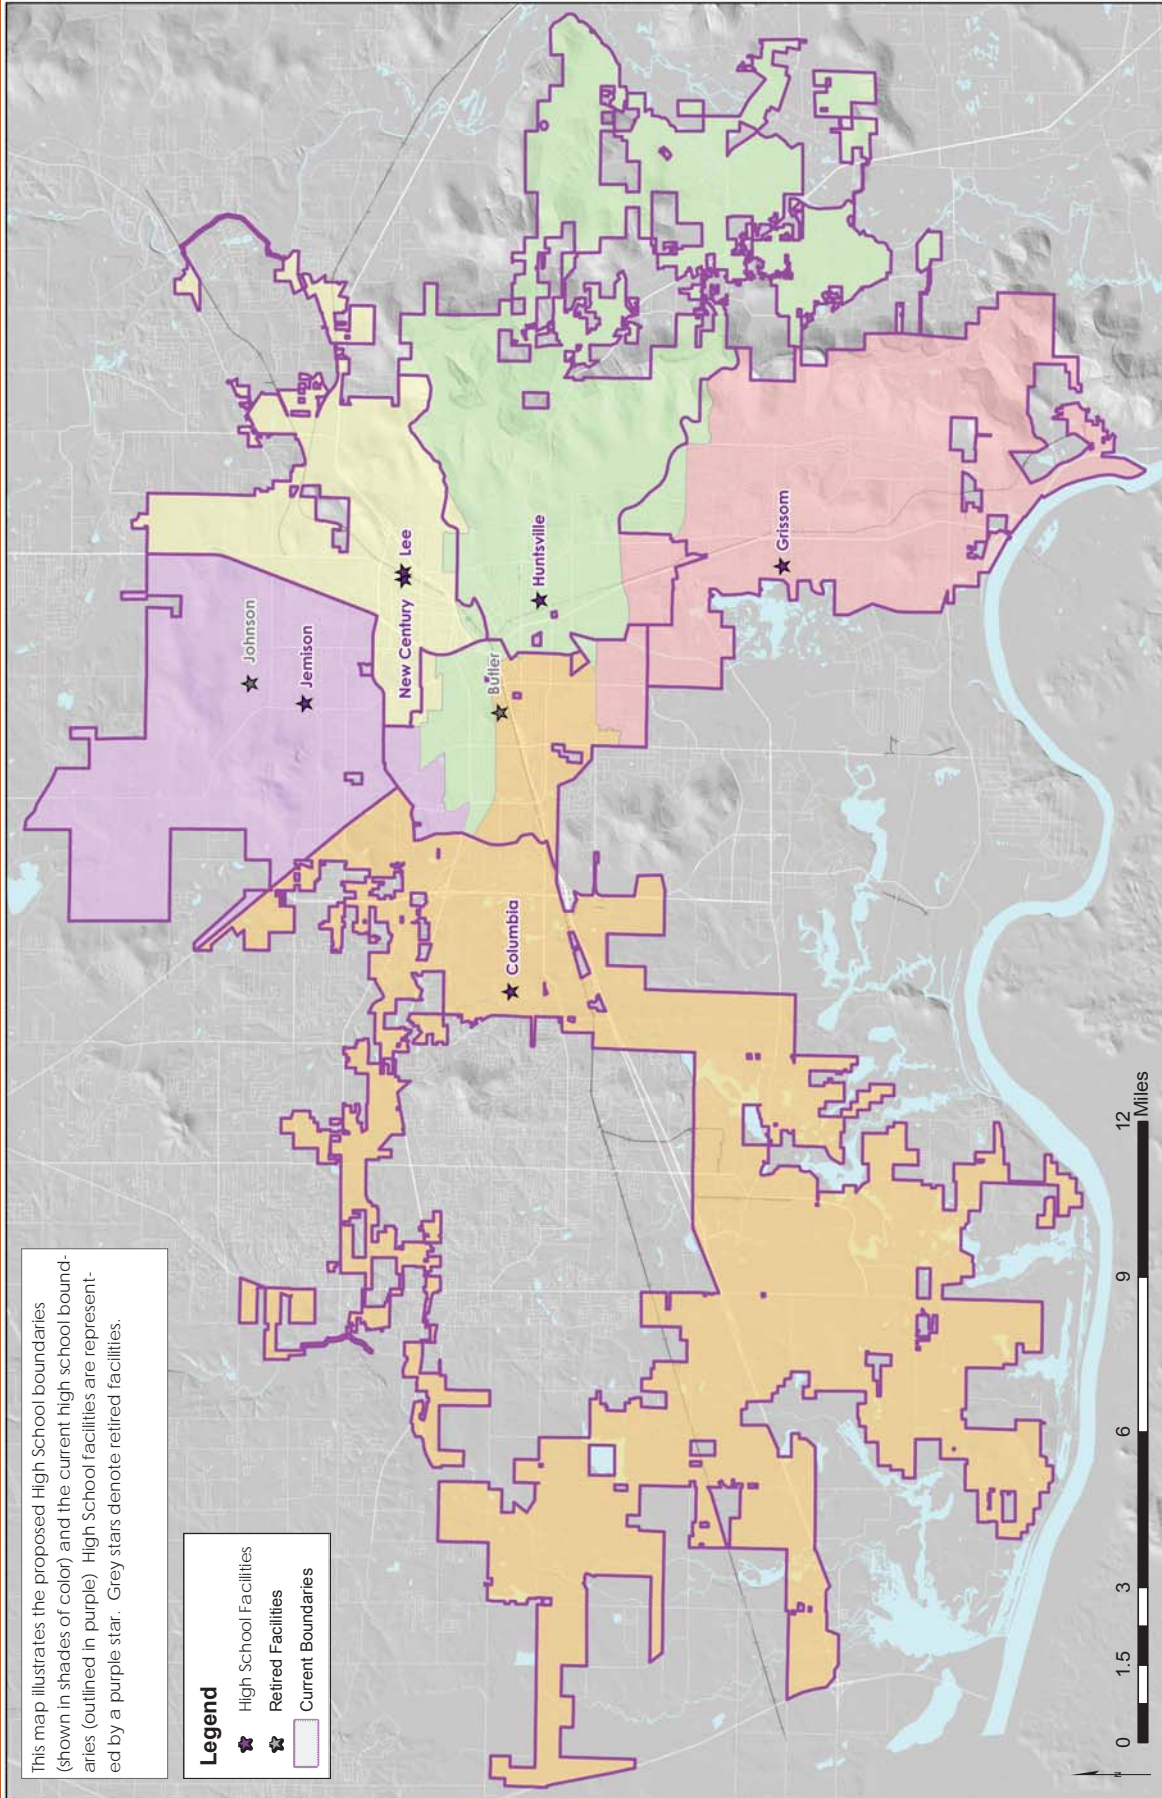 This map illustrates the proposed High School boundaries
(shown in shades of color) and the current high school bound-
aries (outlined in purple) High School facilities are represent-
ed by a purple star. Grey stars denote retired facilities.
Legend
High School Facilities
Retired Facilities
Current Boundaries
Johnson
Jemison
New Century
Lee
Butler
Huntsville
Columbia
Grissom
N
0 1.5 3 6 9 12
Miles